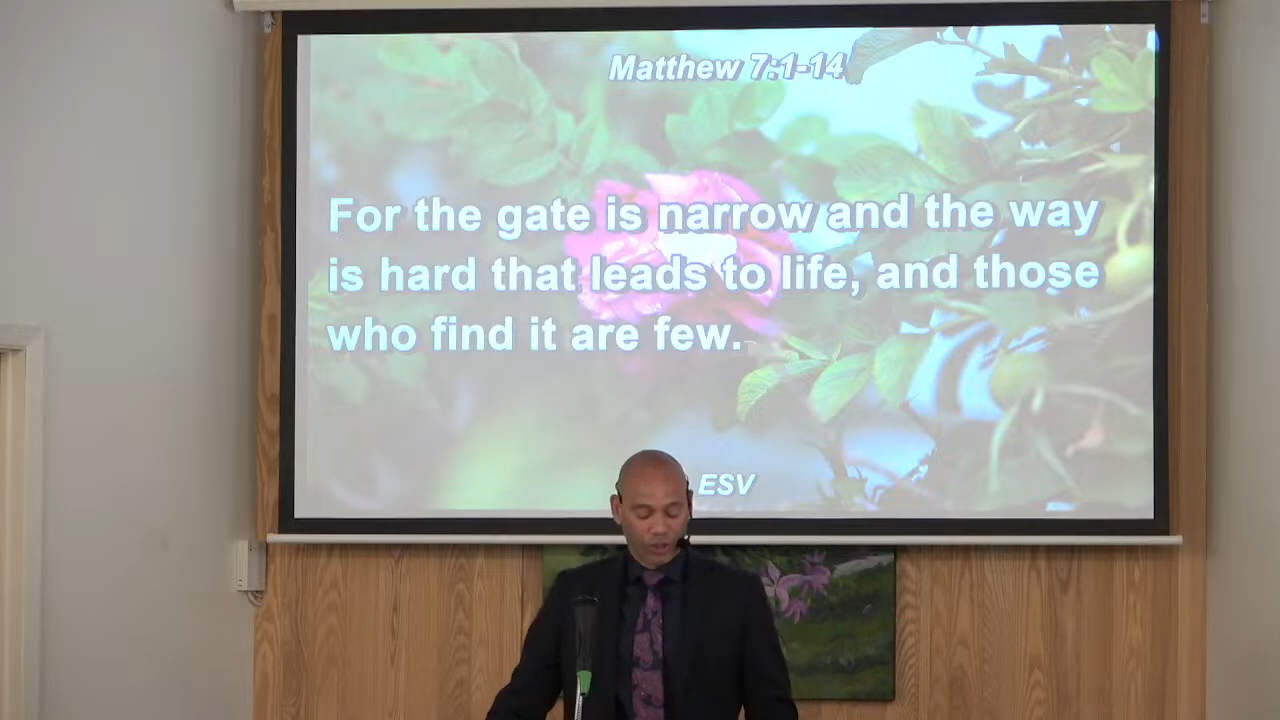 Matthew 7:1-14
For the gate is narrow and the way
is hard that leads to life, and those
who find it are few.
ESV